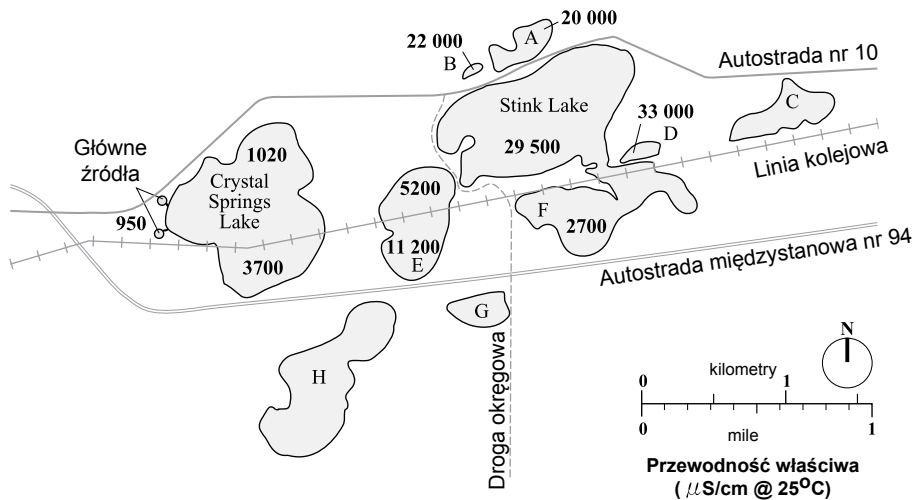 20 000
A
22 000
B
Autostrada nr 10
Stink Lake
C
33 000
D
29 500
Główne
źródła
1020
Crystal
Springs
Lake
950
3700
5200
11 200
E
F
2700
Linia kolejowa
Autostrada międzystanowa nr 94
G
H
Droga okręgowa
N
kilometry
0 1
0 1
mile
Przewodność właściwa
( μS/cm @ 25°C)